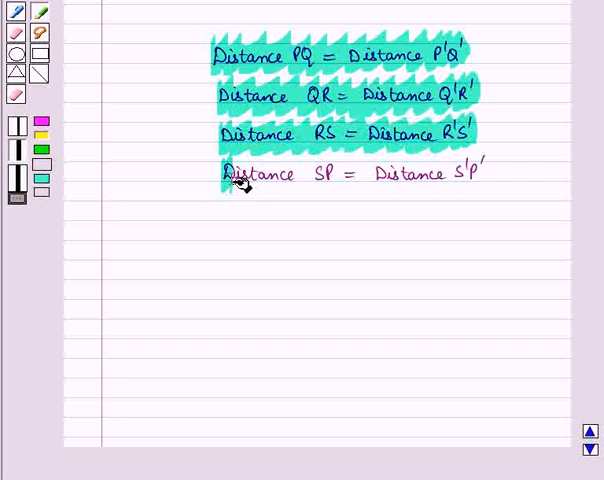 Distance PQ = Distance P'Q'
Distance QR = Distance Q'R'
Distance RS = Distance R'S'
Distance SP = Distance S'P'